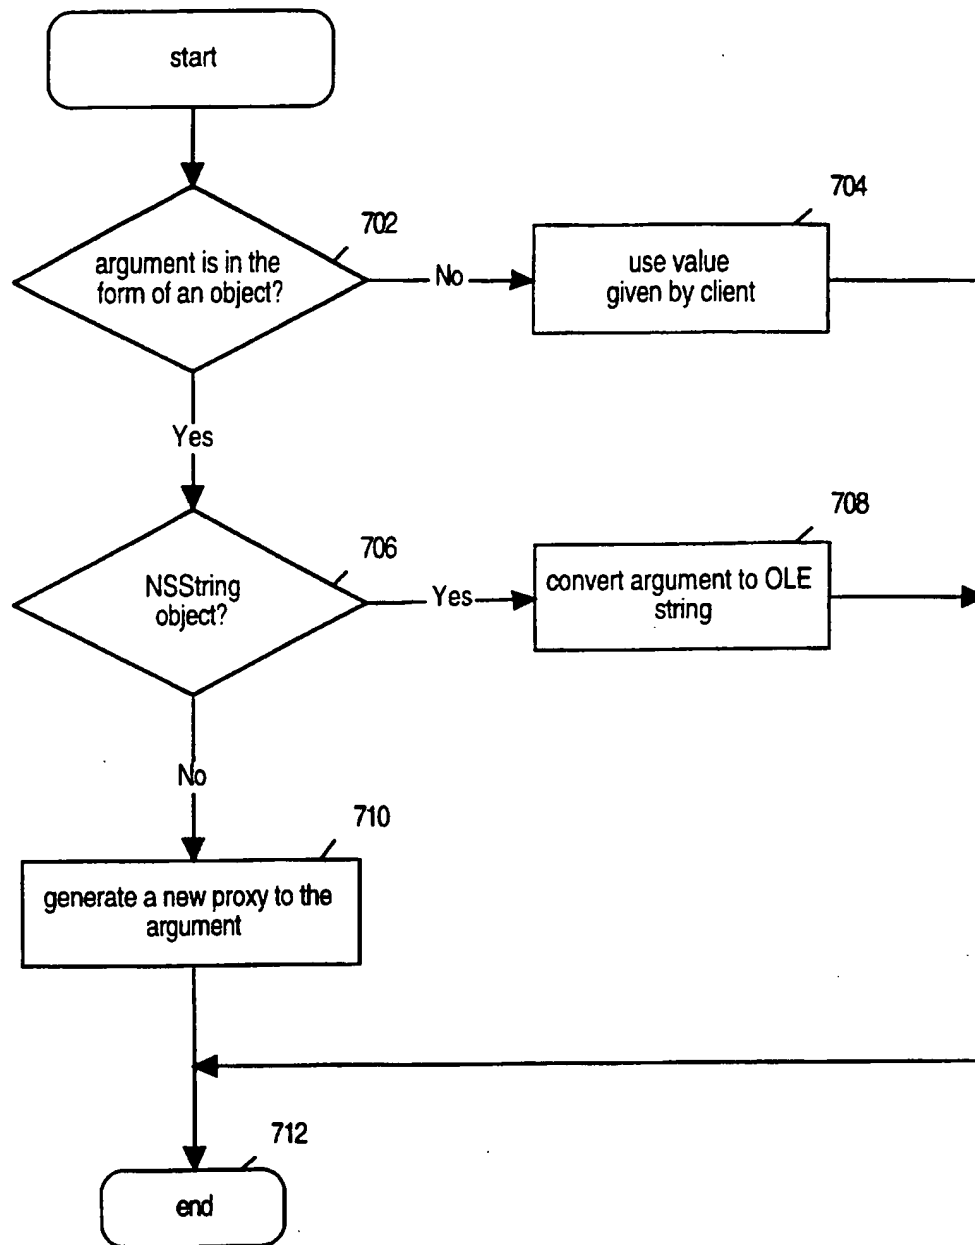 start
702
argument is in the
form of an object?
No
704
use value
given by client
Yes
706
NSString
object?
Yes
708
convert argument to OLE
string
No
710
generate a new proxy to the
argument
712
end